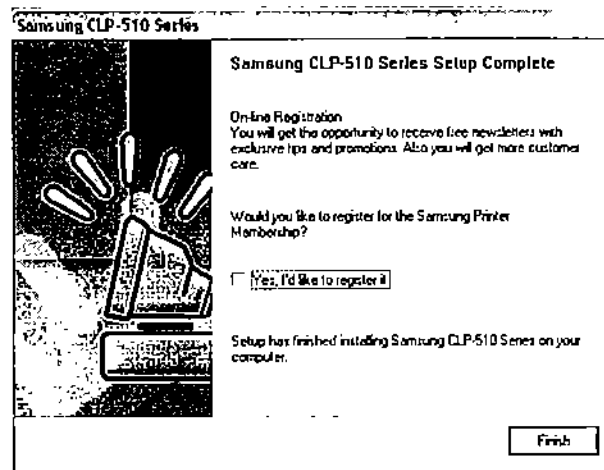 Samsung CLP-510 Series
Samsung CLP-510 Series Setup Complete
On-line Registration
You will get the opportunity to receive free newsletters with
exclusive tips and promotions. Also you will get more customer
care.
Would you like to register for the Samsung Printer
Membership?
Yes, I'd like to register it
Setup has finished installing Samsung CLP-510 Series on your
computer.
Finish